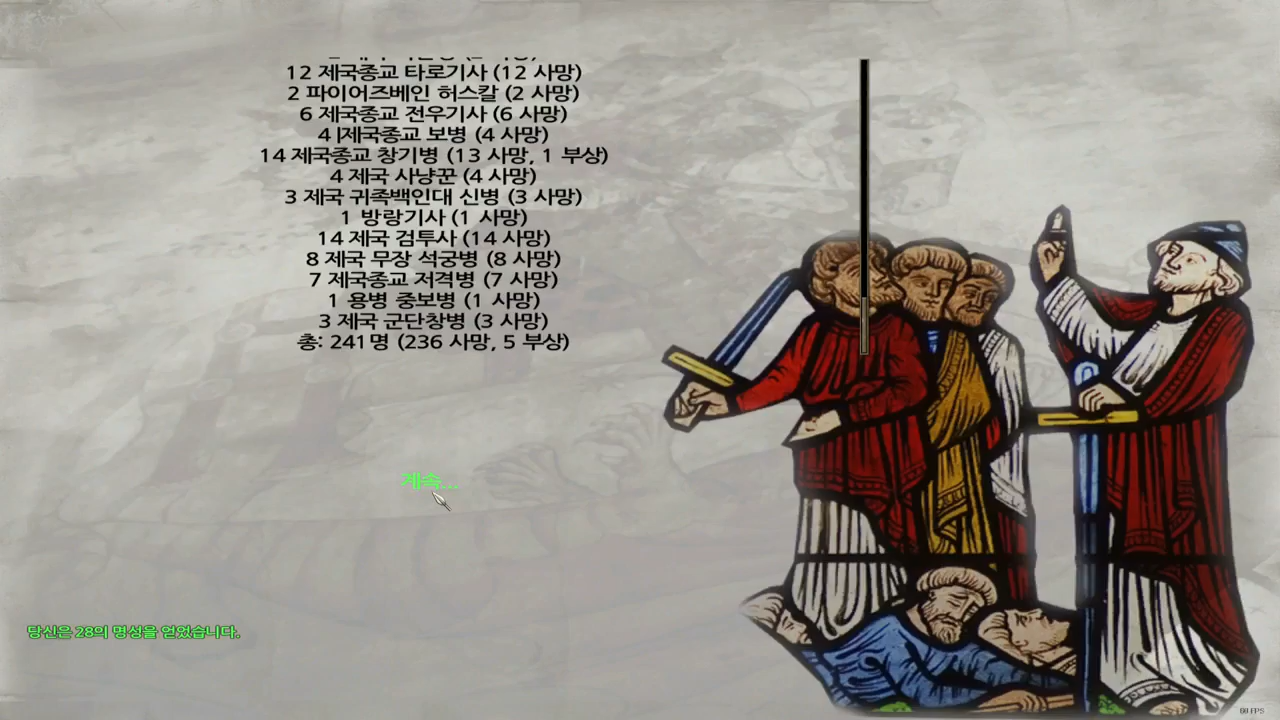 12 제국종교 타로기사 (12 사망)
2 파이어즈베인 허스칼 (2 사망)
6 제국종교 전우기사 (6 사망)
4 |제국종교 보병 (4 사망)
14 제국종교 창기병 (13 사망, 1 부상)
4 제국 사냥꾼 (4 사망)
3 제국 귀족백인대 신병 (3 사망)
1 방랑기사 (1 사망)
14 제국 검투사 (14 사망)
8 제국 무장 석궁병 (8 사망)
7 제국종교 저격병 (7 사망)
1 용병 중보병 (1 사망)
3 제국 군단창병 (3 사망)
총: 241명 (236 사망, 5 부상)
계속...
당신은 28의 명성을 얻었습니다.
60 FPS